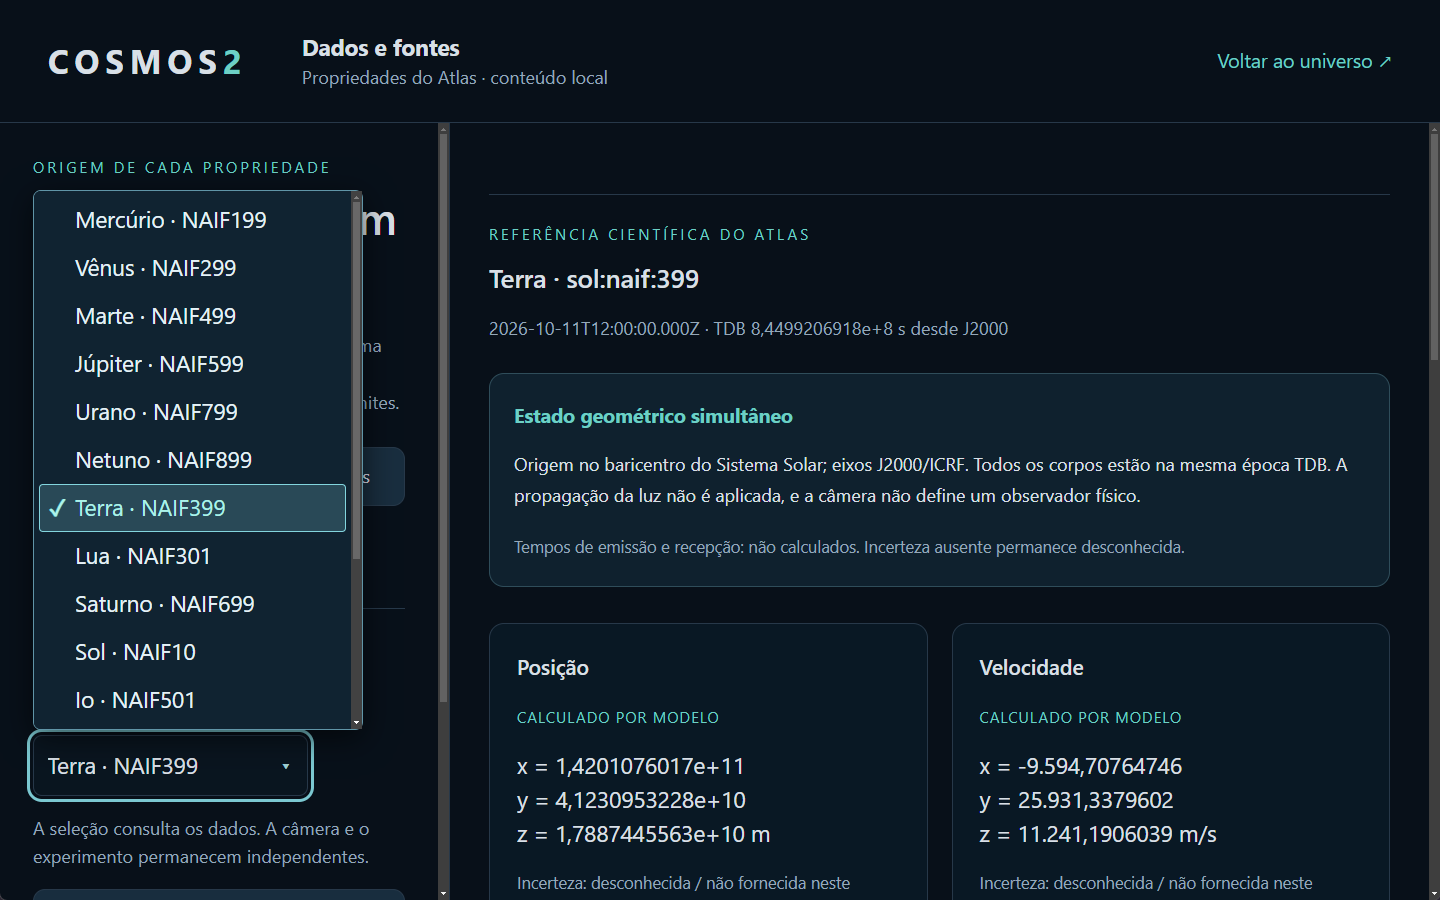 COSMOS2
Dados e fontes
Propriedades do Atlas · conteúdo local
Voltar ao universo ↗
ORIGEM DE CADA PROPRIEDADE
m
ma
nites.
s
Mercúrio · NAIF199
Vênus · NAIF299
Marte · NAIF499
Júpiter · NAIF599
Urano · NAIF799
Netuno · NAIF899
✓ Terra · NAIF399
Lua · NAIF301
Saturno · NAIF699
Sol · NAIF10
Io · NAIF501
Terra · NAIF399
A seleção consulta os dados. A câmera e o
experimento permanecem independentes.
REFERÊNCIA CIENTÍFICA DO ATLAS
Terra · sol:naif:399
2026-10-11T12:00:00.000Z · TDB 8,4499206918e+8 s desde J2000
Estado geométrico simultâneo
Origem no baricentro do Sistema Solar; eixos J2000/ICRF. Todos os corpos estão na mesma época TDB. A
propagação da luz não é aplicada, e a câmera não define um observador físico.
Tempos de emissão e recepção: não calculados. Incerteza ausente permanece desconhecida.
Posição
CALCULADO POR MODELO
x = 1,4201076017e+11
y = 4,1230953228e+10
z = 1,7887445563e+10 m
Incerteza: desconhecida / não fornecida neste
Velocidade
CALCULADO POR MODELO
x = -9.594,70764746
y = 25.931,3379602
z = 11.241,1906039 m/s
Incerteza: desconhecida / não fornecida neste